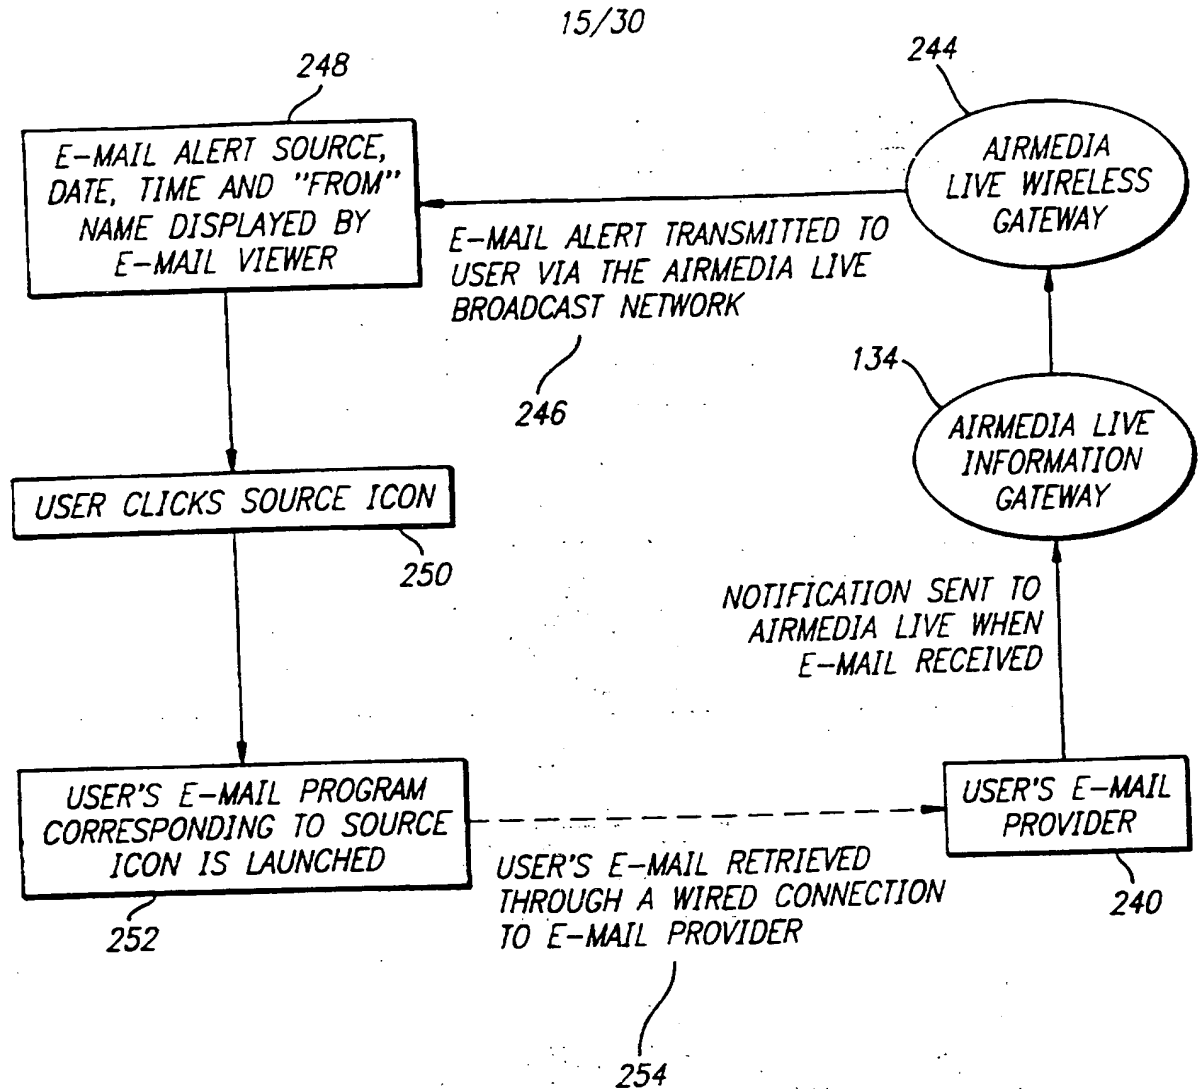 15/30
248
E-MAIL ALERT SOURCE,
DATE, TIME AND "FROM"
NAME DISPLAYED BY
E-MAIL VIEWER
244
AIRMEDIA
LIVE WIRELESS
GATEWAY
E-MAIL ALERT TRANSMITTED TO
USER VIA THE AIRMEDIA LIVE
BROADCAST NETWORK
246
134
AIRMEDIA LIVE
INFORMATION
GATEWAY
USER CLICKS SOURCE ICON
250
NOTIFICATION SENT TO
AIRMEDIA LIVE WHEN
E-MAIL RECEIVED
USER'S E-MAIL PROGRAM
CORRESPONDING TO SOURCE
ICON IS LAUNCHED
252
USER'S E-MAIL
PROVIDER
240
USER'S E-MAIL RETRIEVED
THROUGH A WIRED CONNECTION
TO E-MAIL PROVIDER
254